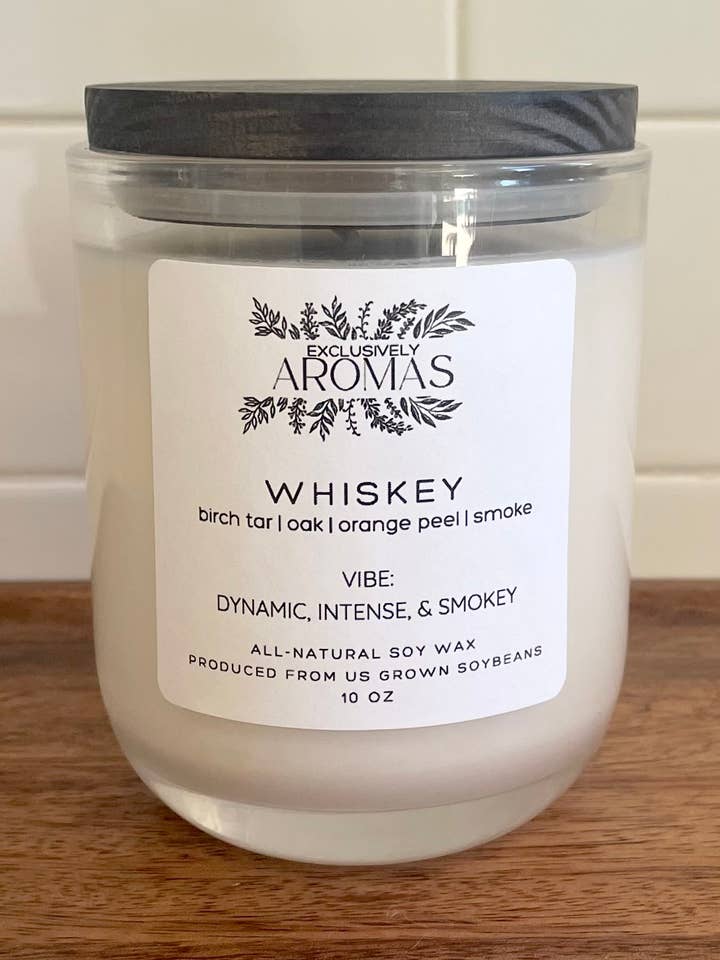 EXCLUSIVELY
AROMAS
WHISKEY
birch tar | oak | orange peel | smoke
VIBE:
DYNAMIC, INTENSE, & SMOKEY
ALL-NATURAL SOY WAX
PRODUCED FROM US GROWN SOYBEANS
10 OZ